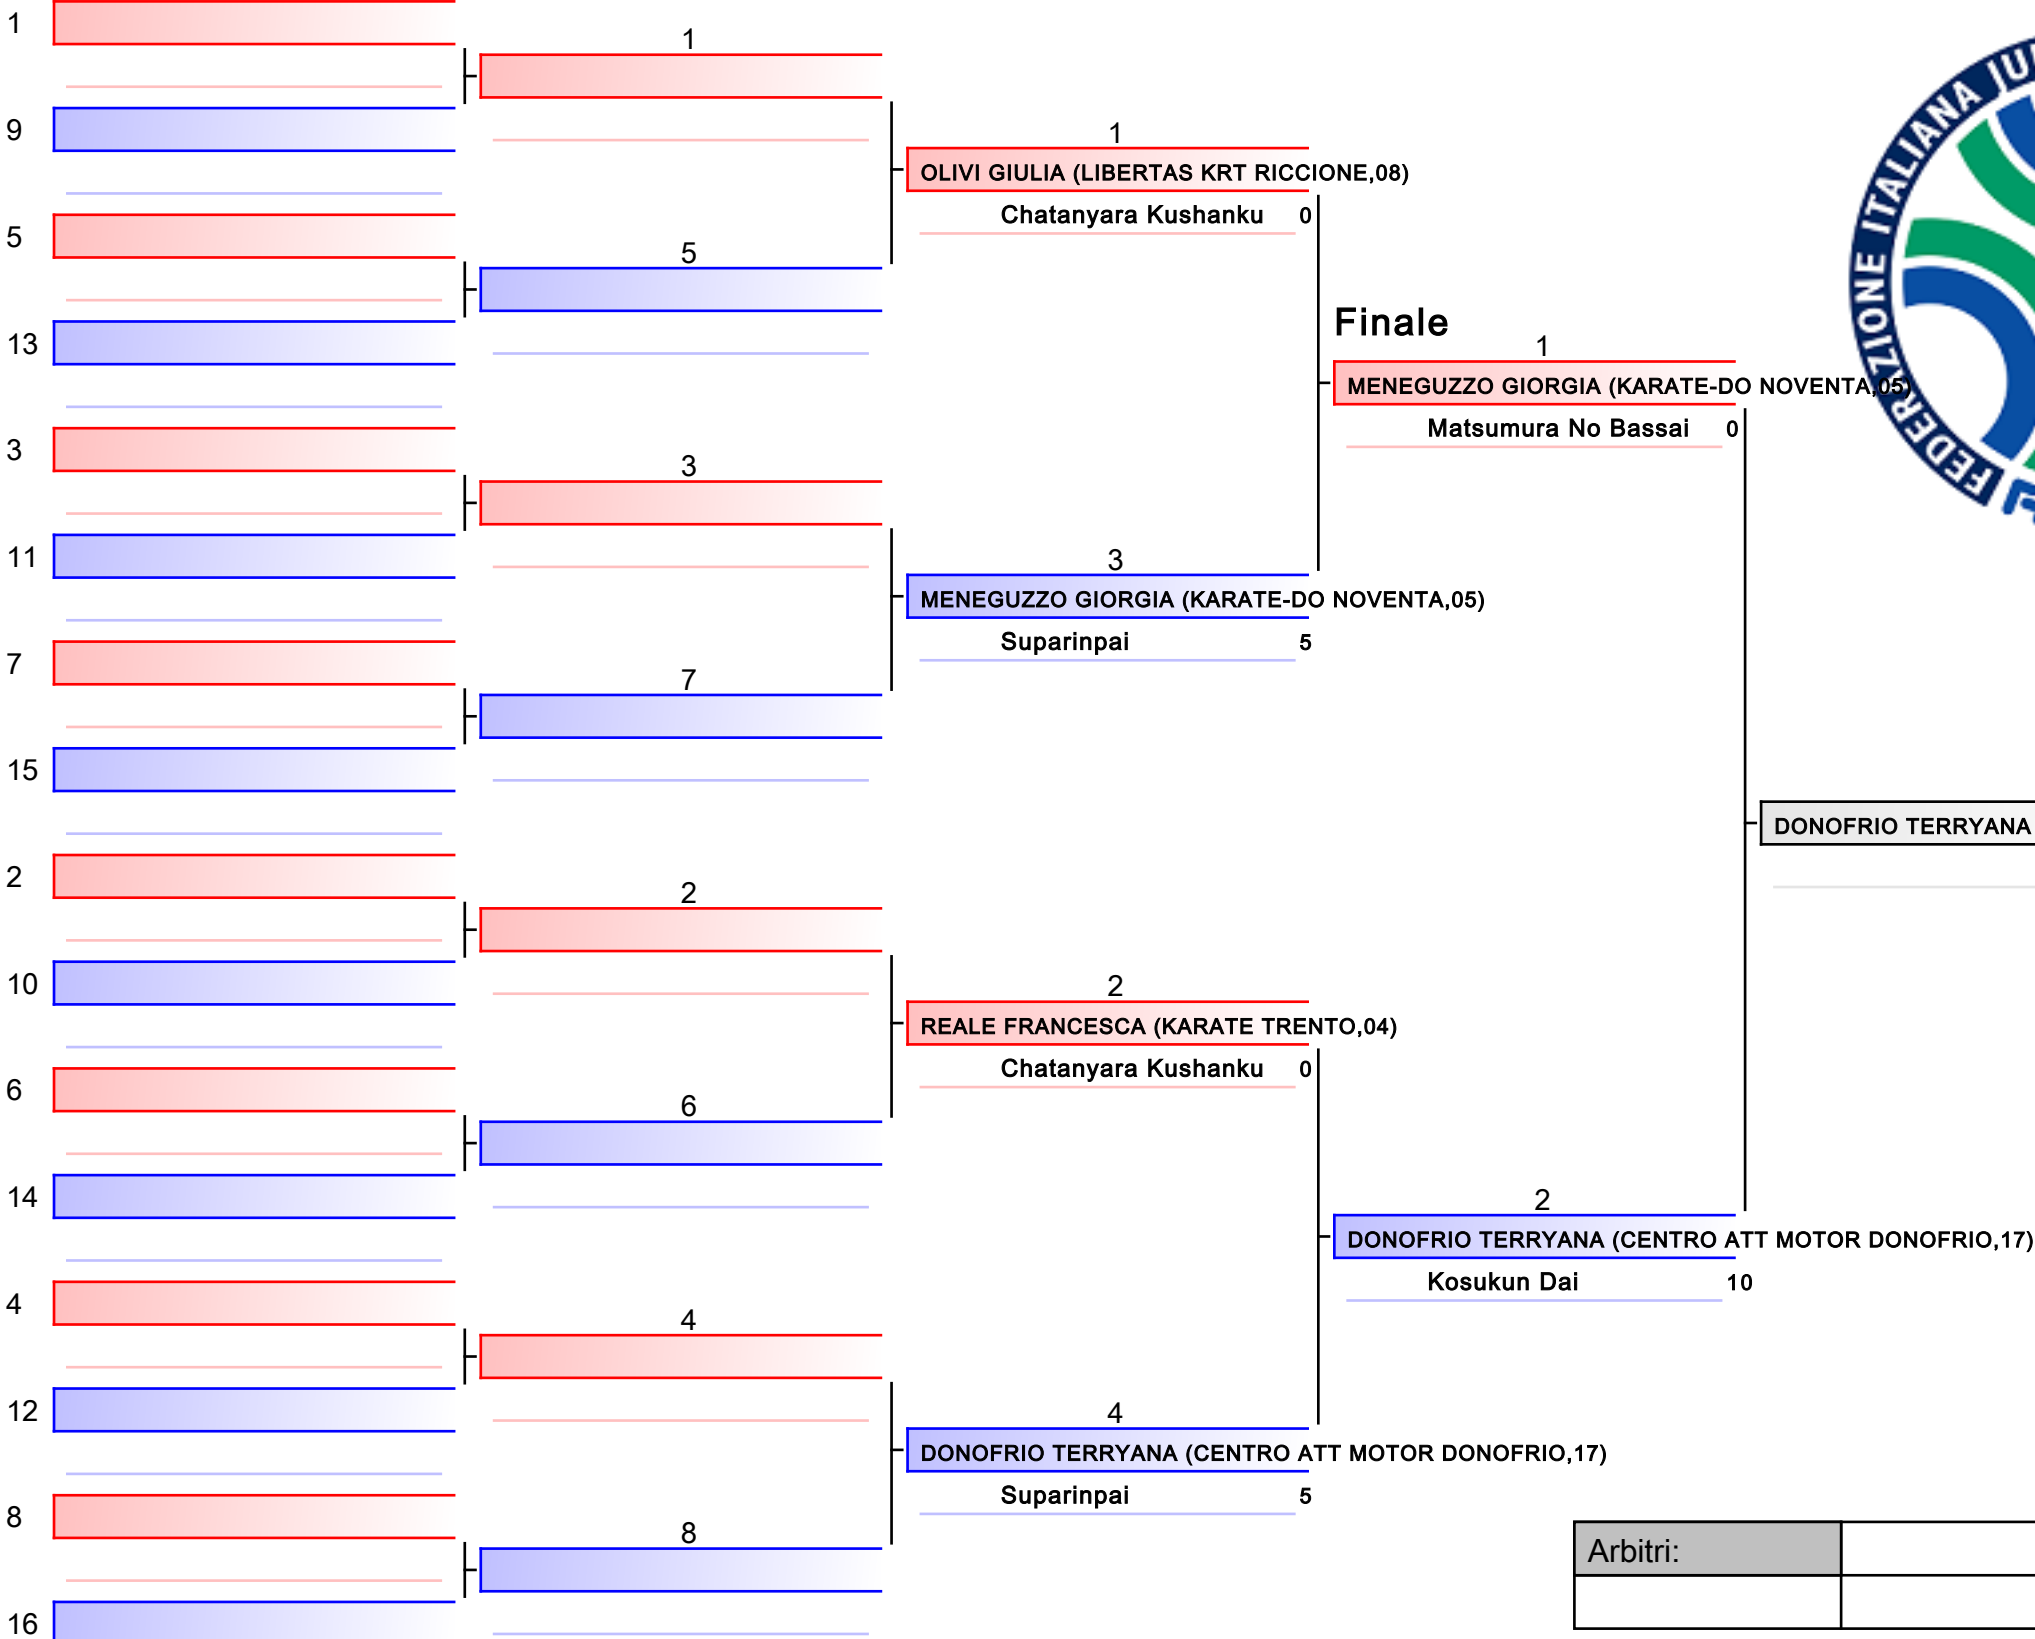 1
9
5
13
3
11
7
15
2
10
6
14
4
12
8
16
1
5
3
7
2
6
4
8
1
OLIVI GIULIA (LIBERTAS KRT RICCIONE,08)
Chatanyara Kushanku 0
3
MENEGUZZO GIORGIA (KARATE-DO NOVENTA,05)
Suparinpai 5
2
REALE FRANCESCA (KARATE TRENTO,04)
Chatanyara Kushanku 0
4
DONOFRIO TERRYANA (CENTRO ATT MOTOR DONOFRIO,17)
Suparinpai 5
Finale
1
MENEGUZZO GIORGIA (KARATE-DO NOVENTA,05)
Matsumura No Bassai 0
2
DONOFRIO TERRYANA (CENTRO ATT MOTOR DONOFRIO,17)
Kosukun Dai 10
DONOFRIO TERRYANA
FEDERAZIONE ITALIANA JU
Arbitri: